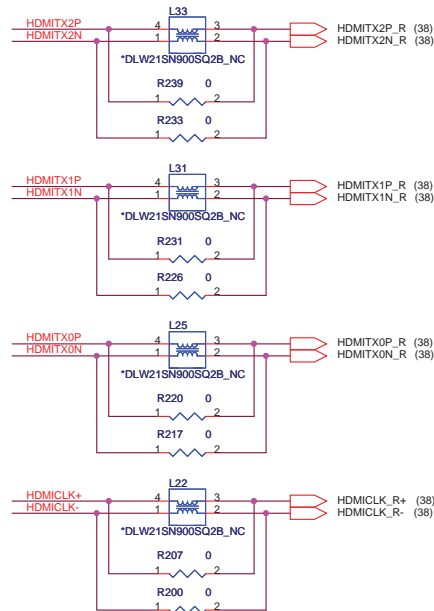 L33
HDMITX2P 4 3 HDMITX2P_R (38)
HDMITX2N 1 2 HDMITX2N_R (38)
*DLW21SN900SQ2B_NC
R239 0
1 2
R233 0
1 2
L31
HDMITX1P 4 3 HDMITX1P_R (38)
HDMITX1N 1 2 HDMITX1N_R (38)
*DLW21SN900SQ2B_NC
R231 0
1 2
R226 0
1 2
L25
HDMITX0P 4 3 HDMITX0P_R (38)
HDMITX0N 1 2 HDMITX0N_R (38)
*DLW21SN900SQ2B_NC
R220 0
1 2
R217 0
1 2
L22
HDMICLK+ 4 3 HDMICLK_R+ (38)
HDMICLK- 1 2 HDMICLK_R- (38)
*DLW21SN900SQ2B_NC
R207 0
1 2
R200 0
1 2